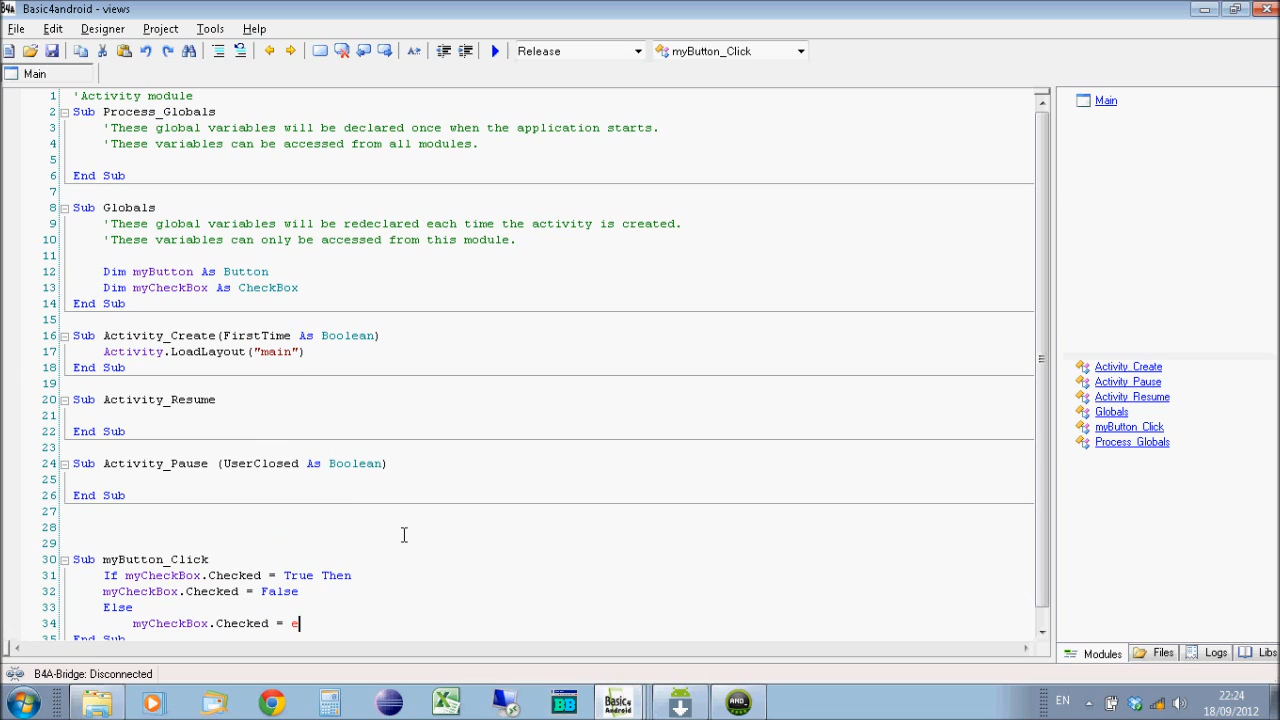 Basic4android - views
File Edit Designer Project Tools Help
Release myButton_Click
Main
1 'Activity module
2 Sub Process_Globals
3 'These global variables will be declared once when the application starts.
4 'These variables can be accessed from all modules.
5
6 End Sub
7
8 Sub Globals
9 'These global variables will be redeclared each time the activity is created.
10 'These variables can only be accessed from this module.
11
12 Dim myButton As Button
13 Dim myCheckBox As CheckBox
14 End Sub
15
16 Sub Activity_Create(FirstTime As Boolean)
17 Activity.LoadLayout("main")
18 End Sub
19
20 Sub Activity_Resume
21
22 End Sub
23
24 Sub Activity_Pause (UserClosed As Boolean)
25
26 End Sub
27
28
29
30 Sub myButton_Click
31 If myCheckBox.Checked = True Then
32 myCheckBox.Checked = False
33 Else
34 myCheckBox.Checked = e
35 End Sub
Main
Activity_Create
Activity_Pause
Activity_Resume
Globals
myButton_Click
Process_Globals
Modules Files Logs Libs
B4A-Bridge: Disconnected
Basic4 Android
BB
AND
EN
22:24
18/09/2012